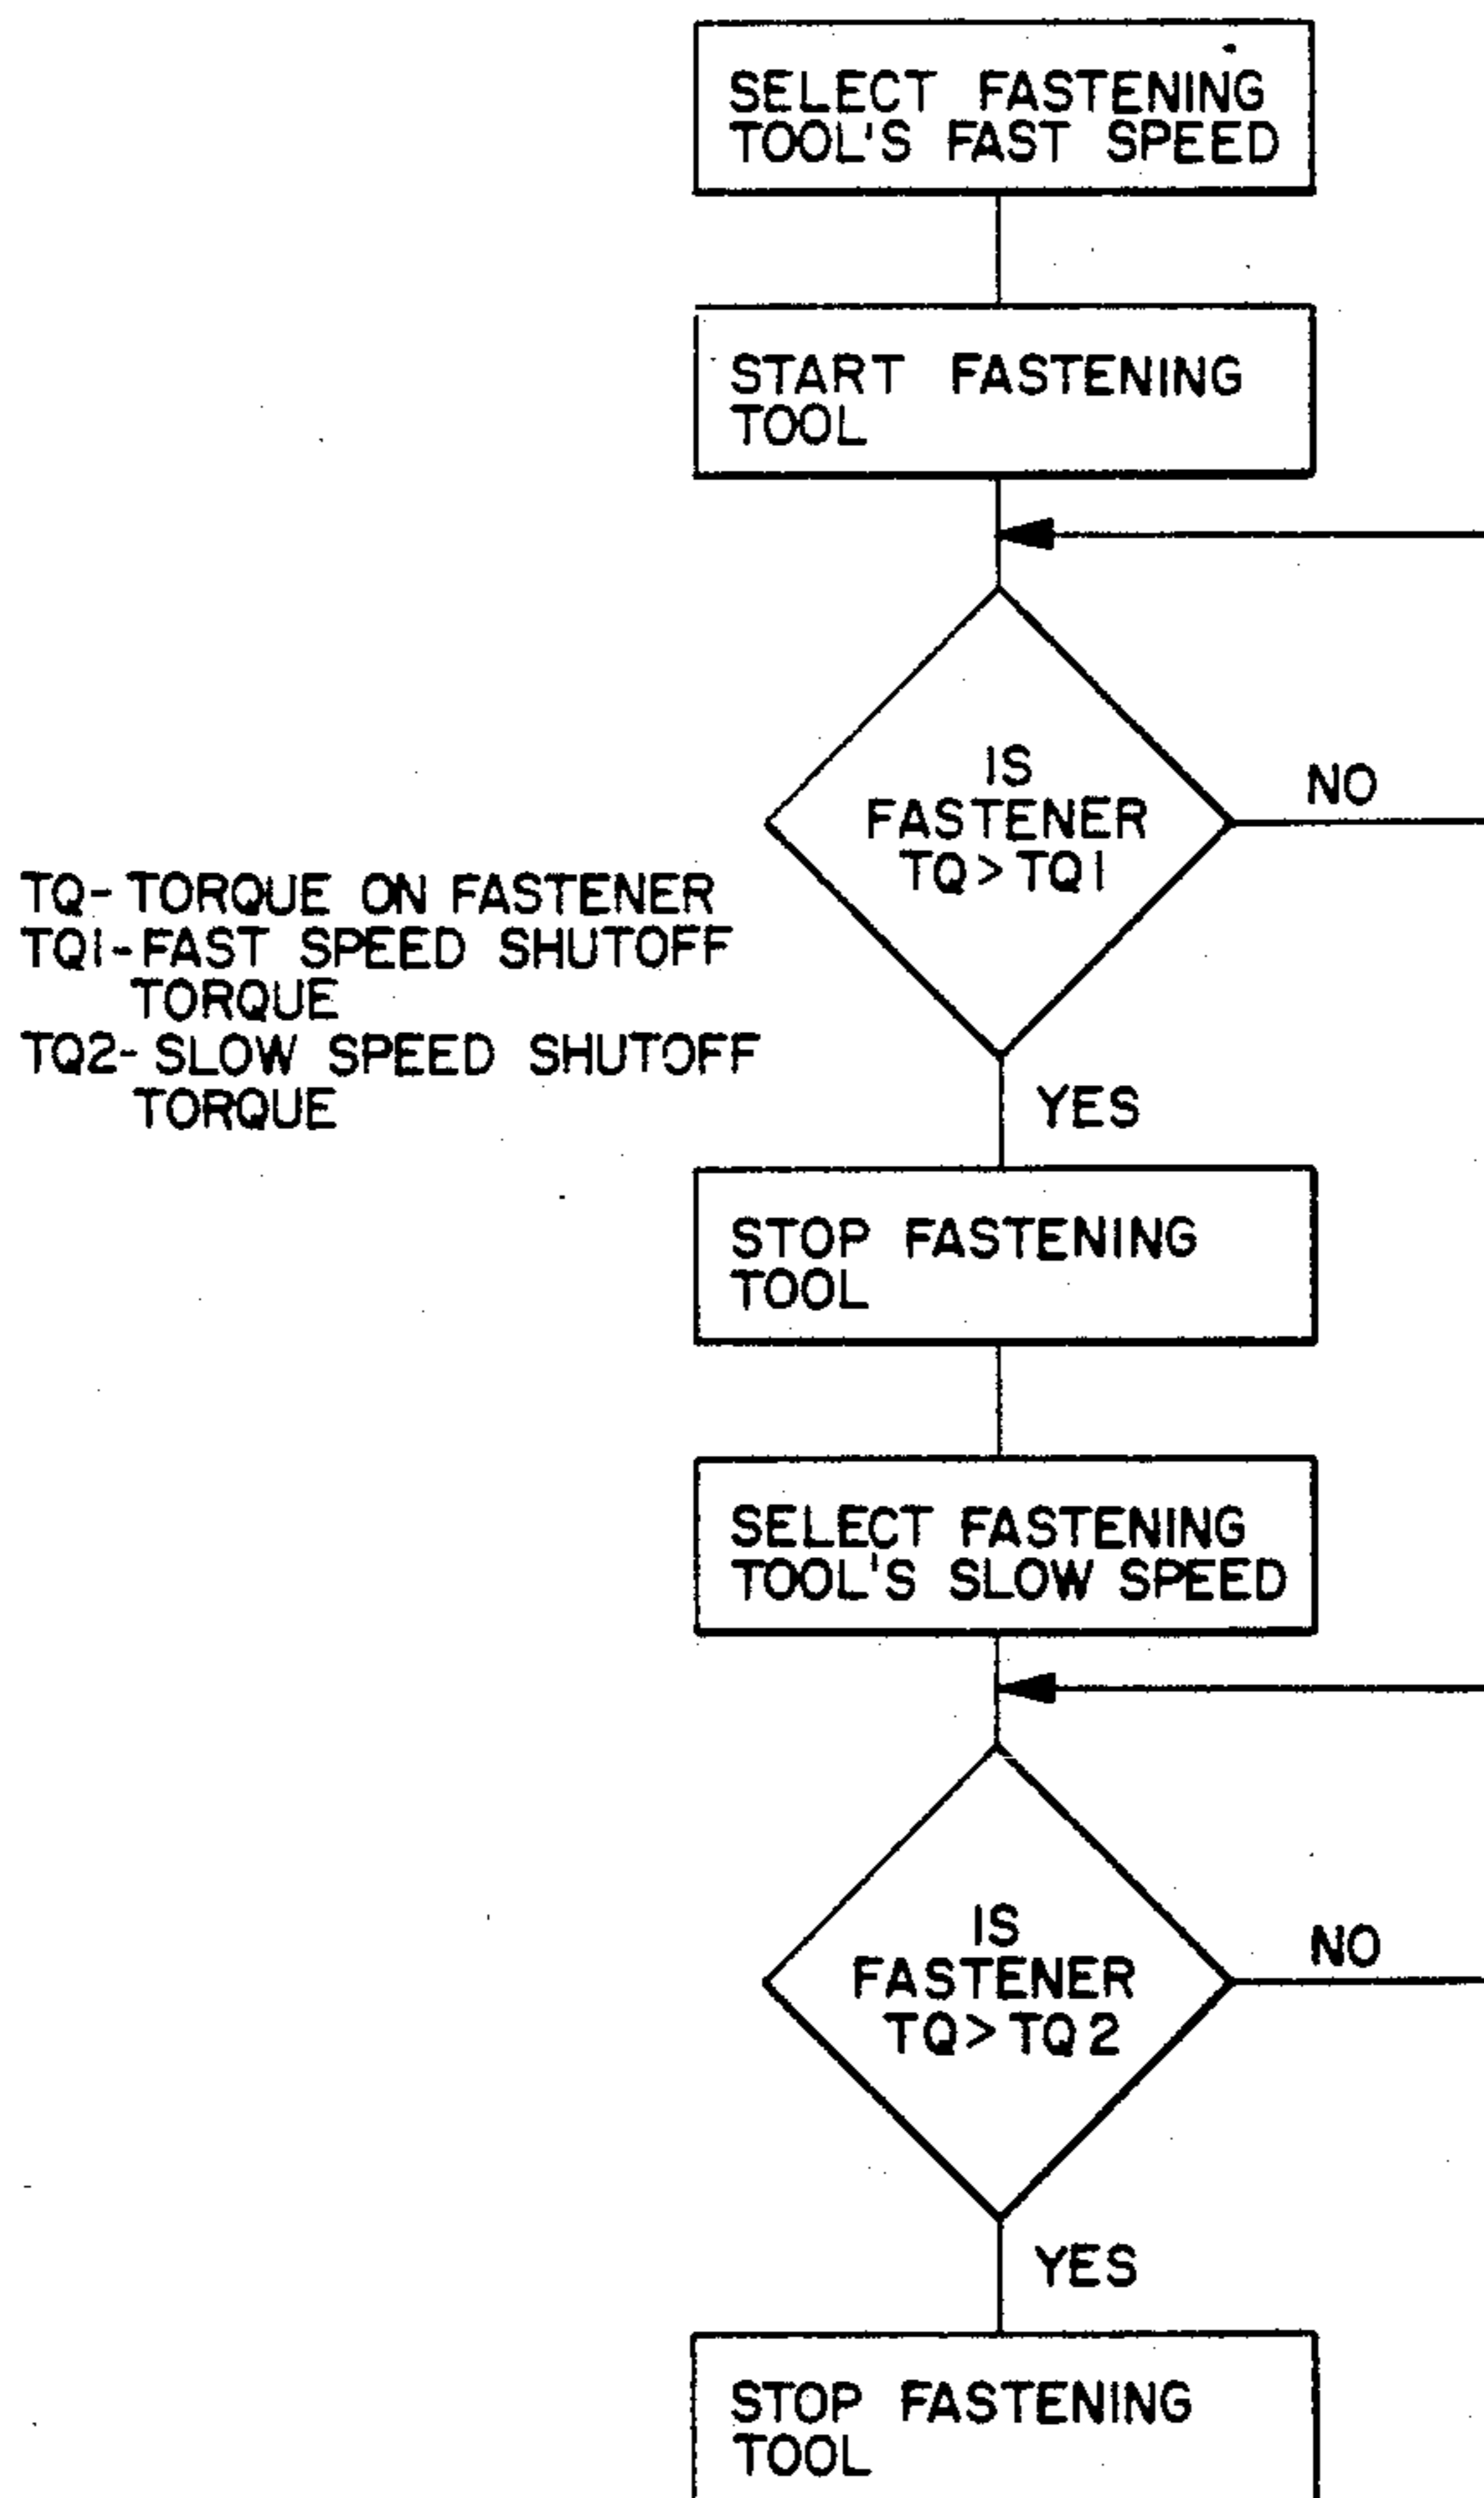 SELECT FASTENING
TOOL'S FAST SPEED
START FASTENING
TOOL
IS
FASTENER
TQ>TQ1
NO
TQ-TORQUE ON FASTENER
TQ1-FAST SPEED SHUTOFF
TORQUE
TQ2-SLOW SPEED SHUTOFF
TORQUE
YES
STOP FASTENING
TOOL
SELECT FASTENING
TOOL'S SLOW SPEED
IS
FASTENER
TQ>TQ2
NO
YES
STOP FASTENING
TOOL